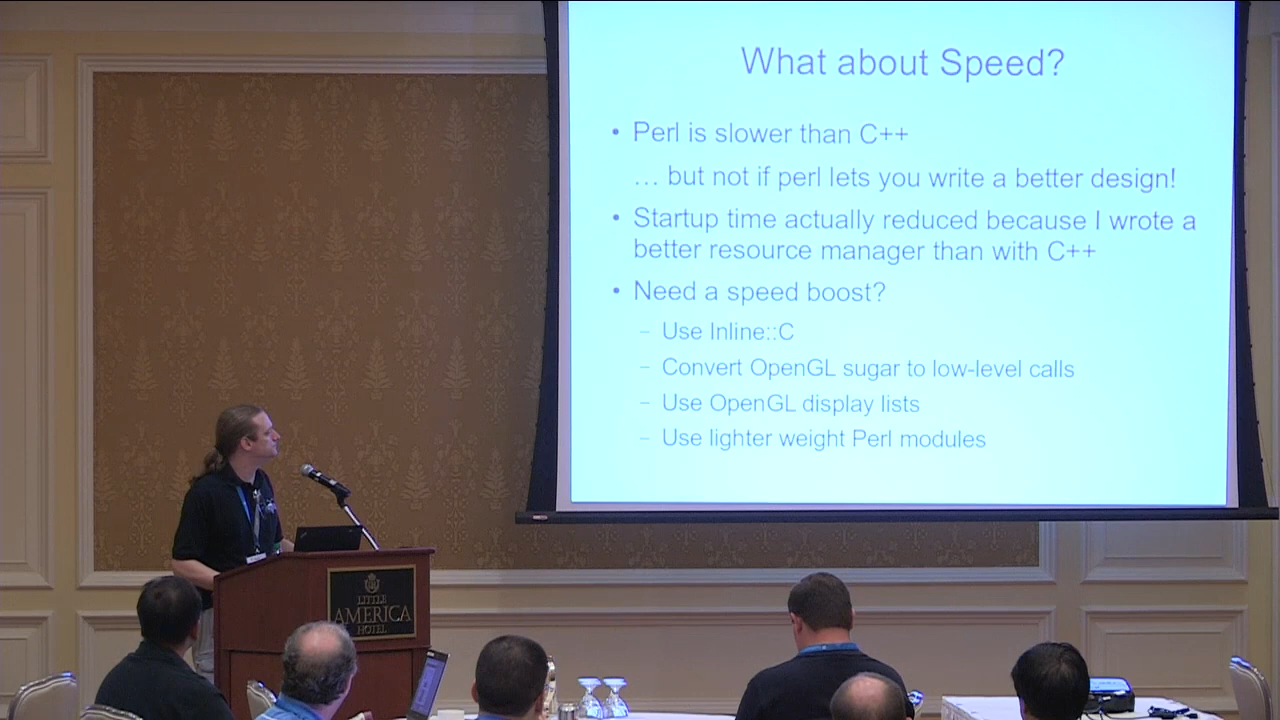 What about Speed?
• Perl is slower than C++
… but not if perl lets you write a better design!
• Startup time actually reduced because I wrote a
better resource manager than with C++
• Need a speed boost?
– Use Inline::C
– Convert OpenGL sugar to low-level calls
– Use OpenGL display lists
– Use lighter weight Perl modules
LITTLE
AMERICA
HOTEL